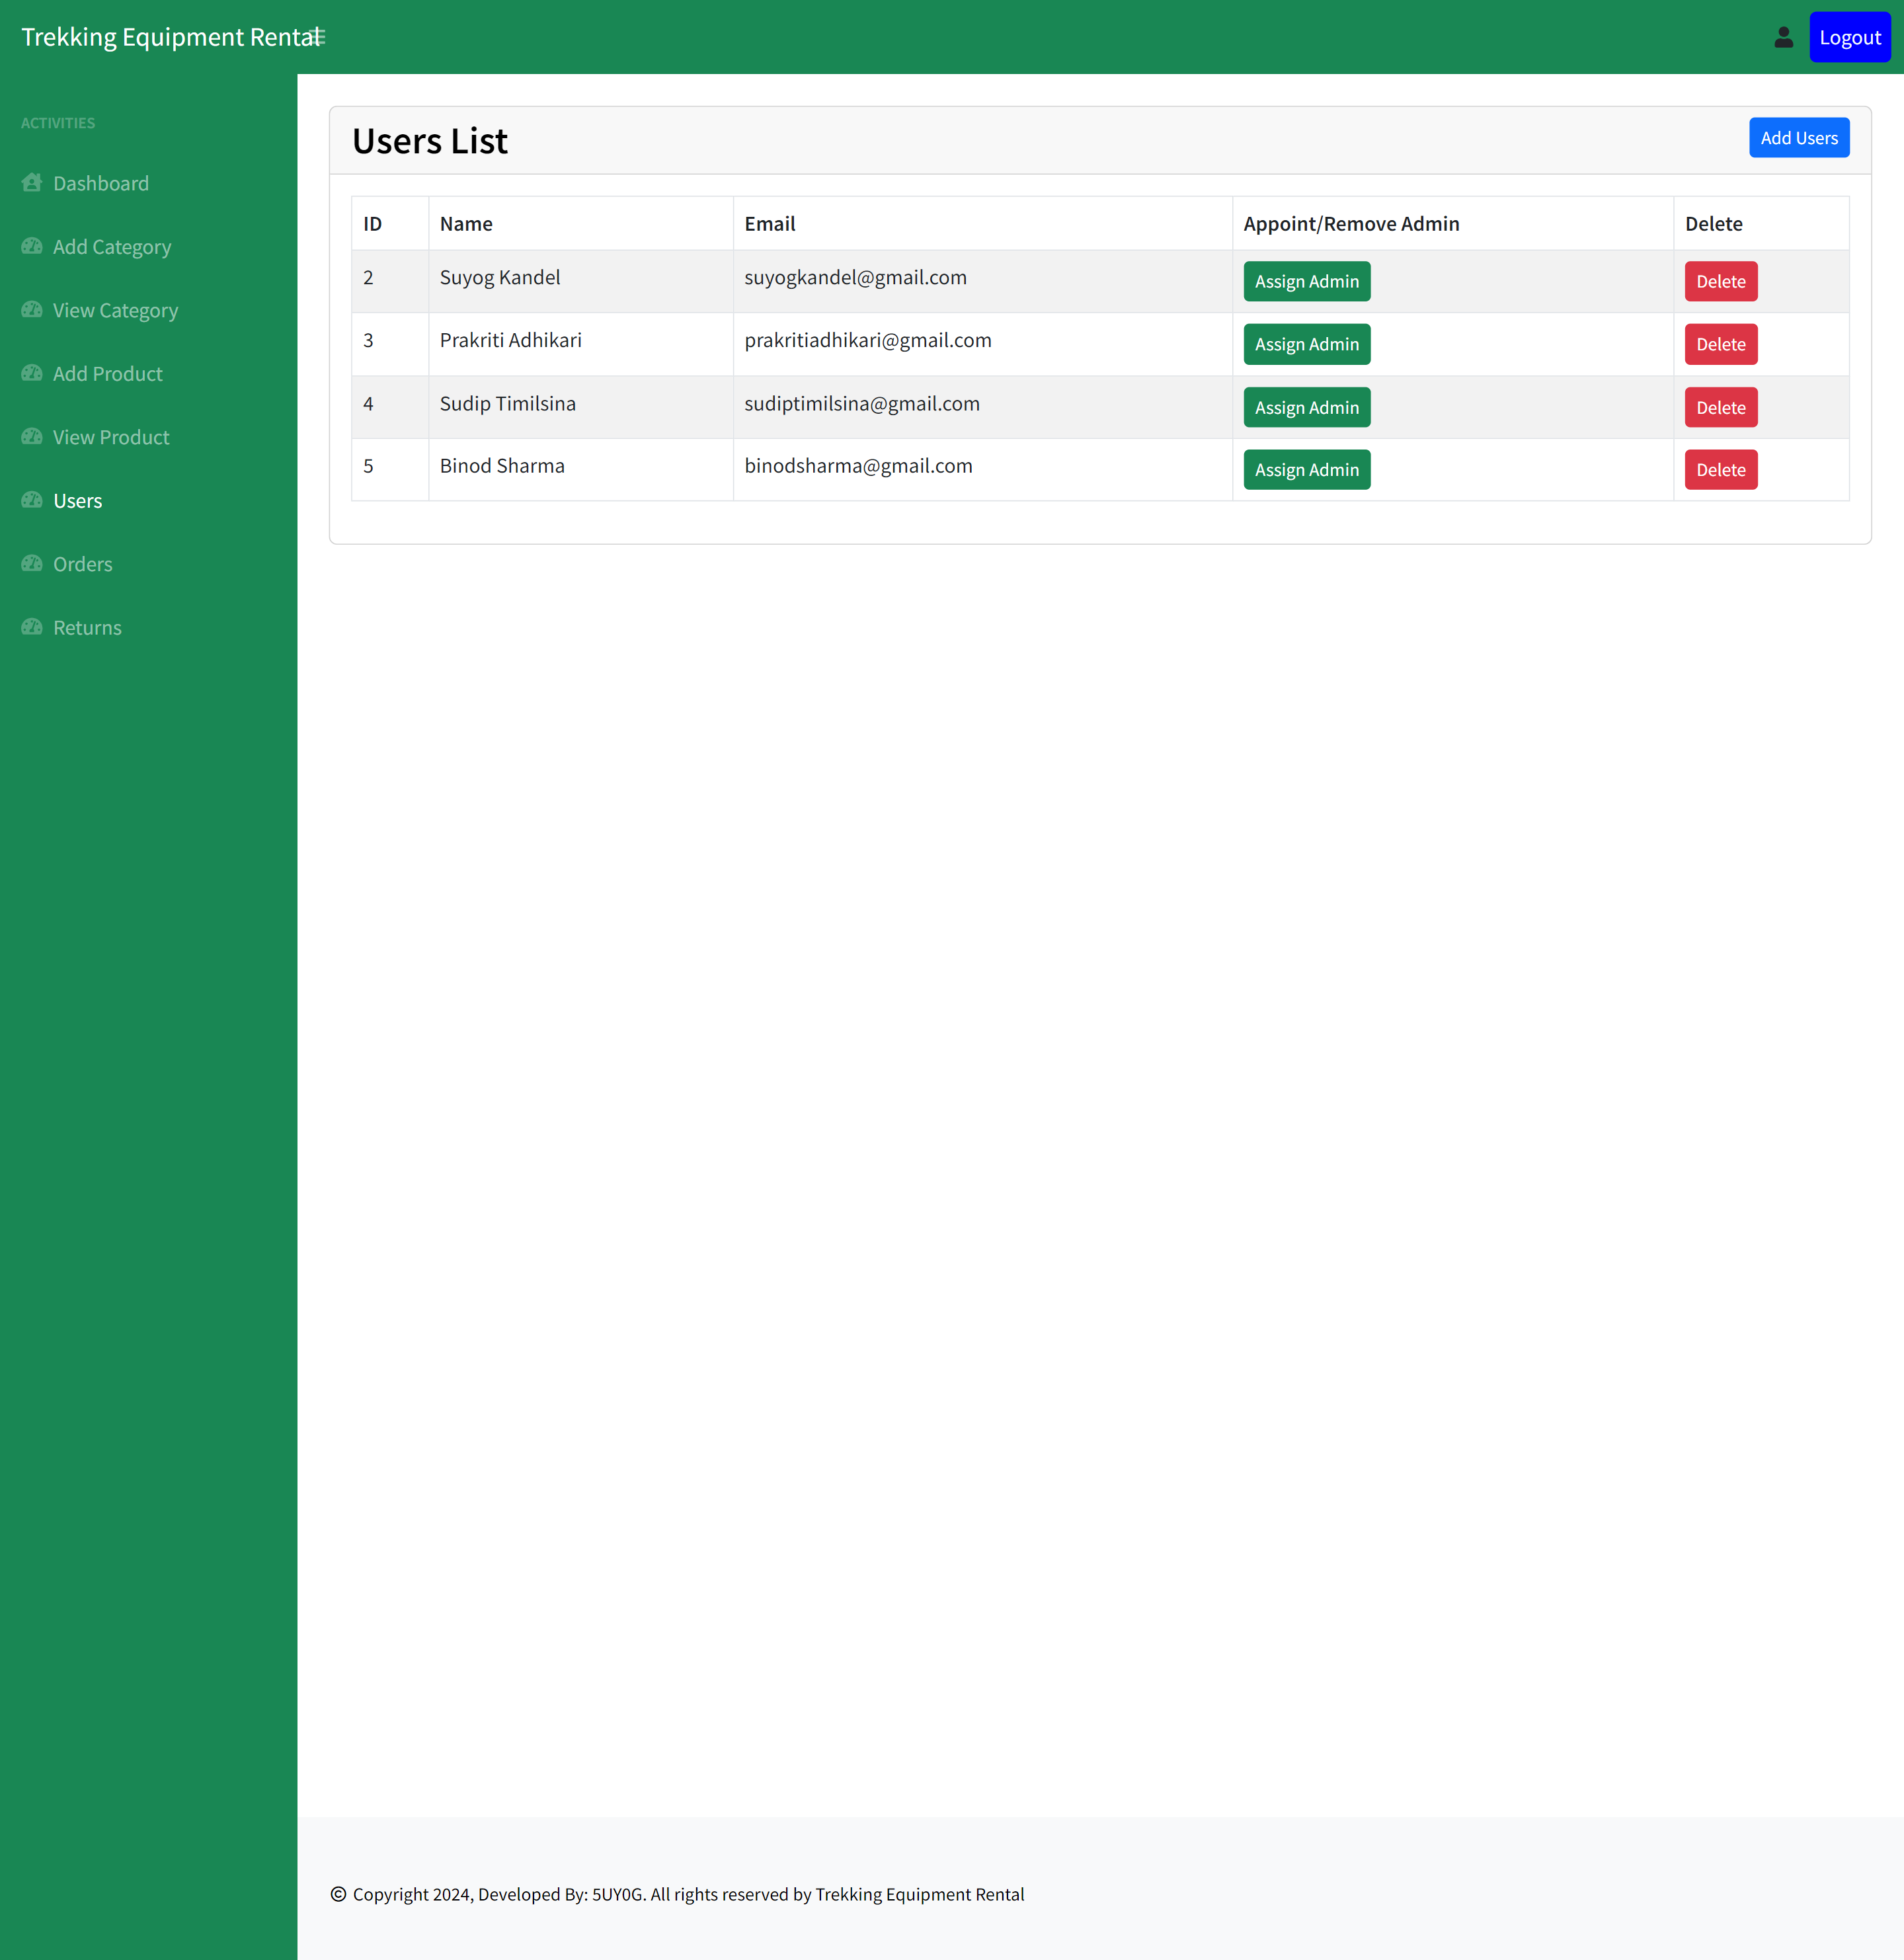 Trekking Equipment Rental
Logout
ACTIVITIES
Dashboard
Add Category
View Category
Add Product
View Product
Users
Orders
Returns
Users List
Add Users
ID Name Email Appoint/Remove Admin Delete
2 Suyog Kandel suyogkandel@gmail.com Assign Admin Delete
3 Prakriti Adhikari prakritiadhikari@gmail.com Assign Admin Delete
4 Sudip Timilsina sudiptimilsina@gmail.com Assign Admin Delete
5 Binod Sharma binodsharma@gmail.com Assign Admin Delete
© Copyright 2024, Developed By: 5UY0G. All rights reserved by Trekking Equipment Rental